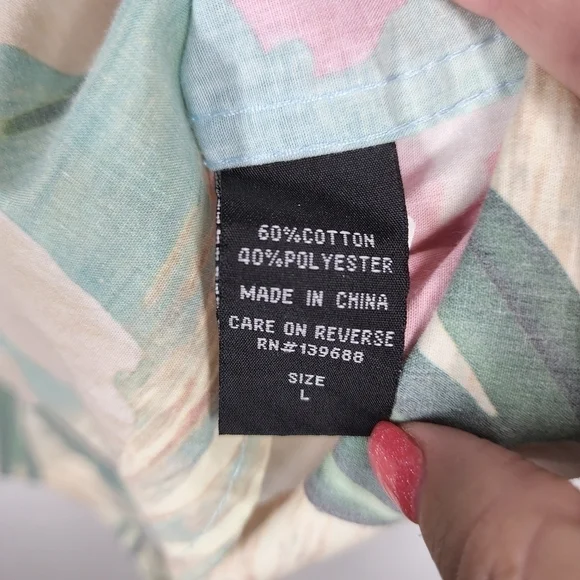 60%COTTON
40%POLYESTER
MADE IN CHINA
CARE ON REVERSE
RN#139688
SIZE
L